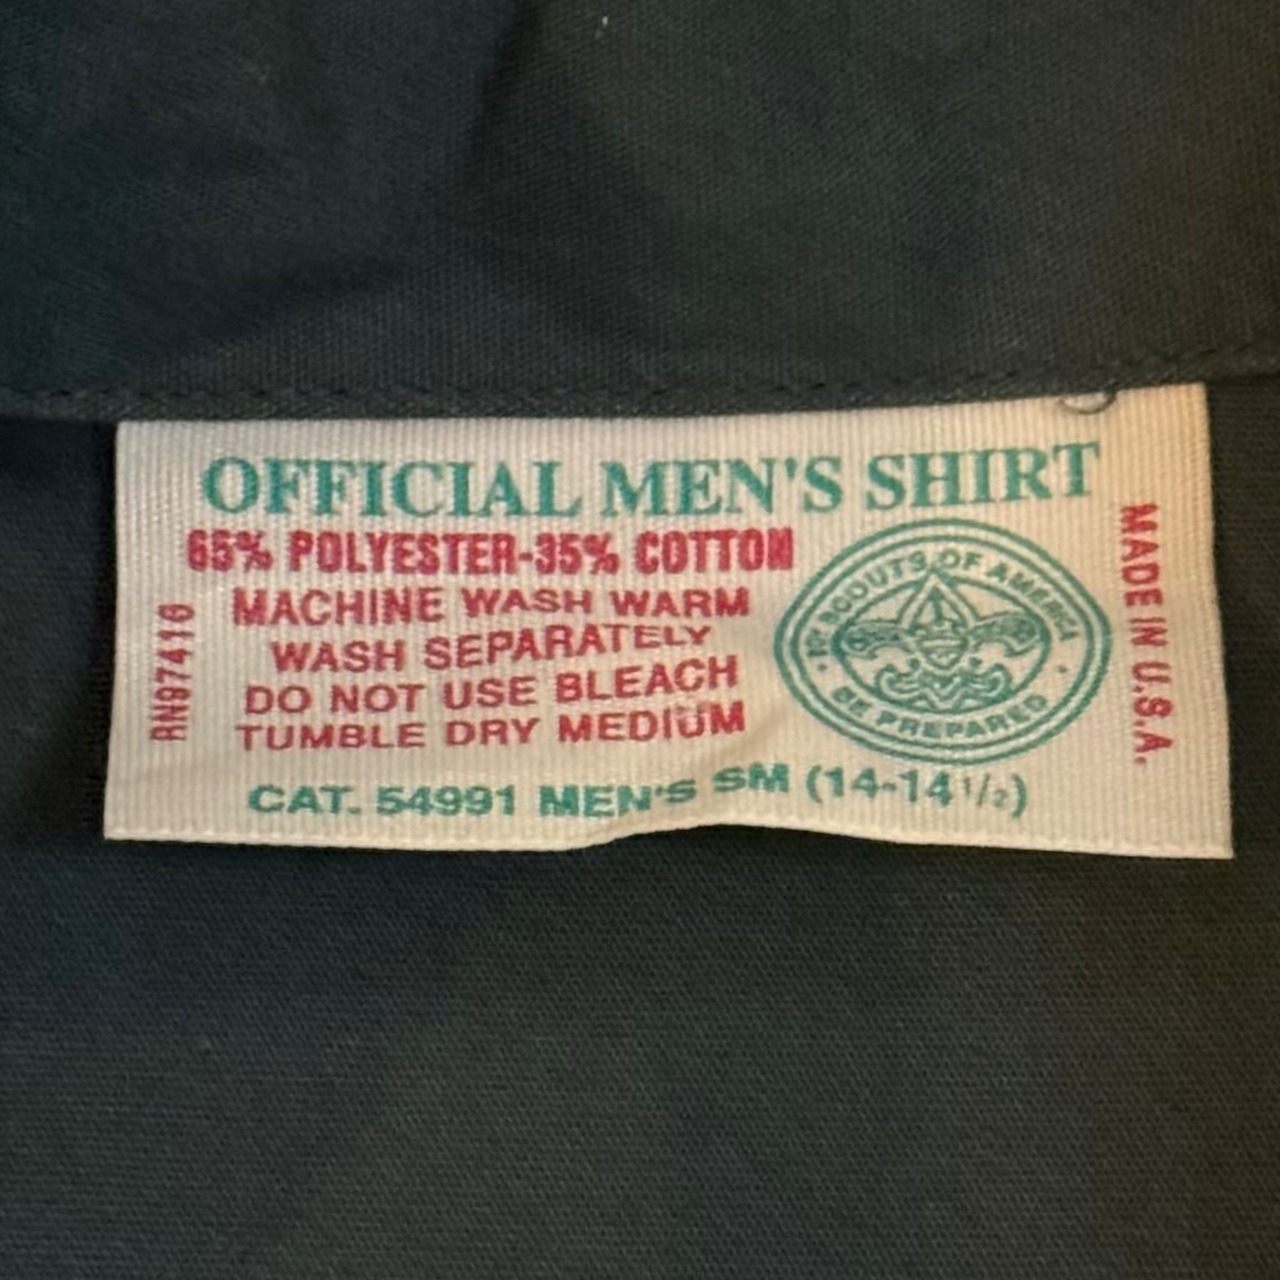 OFFICIAL MEN'S SHIRT
65% POLYESTER-35% COTTON
MACHINE WASH WARM
WASH SEPARATELY
DO NOT USE BLEACH
TUMBLE DRY MEDIUM
CAT. 54991 MEN'S SM (14-14 1/2)
RN97416
BOY SCOUTS OF AMERICA
BE PREPARED
MADE IN U.S.A.